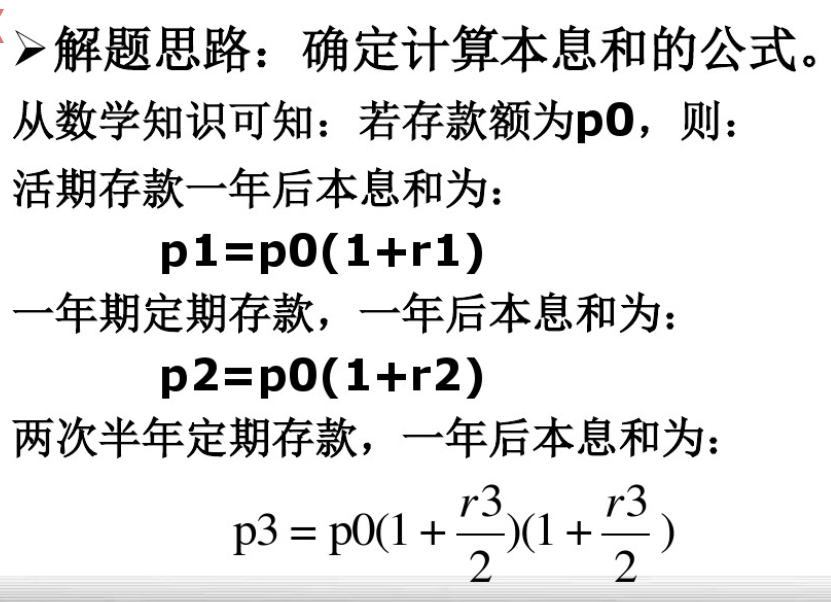 ➢解题思路：确定计算本息和的公式。
从数学知识可知：若存款额为p0，则：
活期存款一年后本息和为：
p1=p0(1+r1)
一年期定期存款，一年后本息和为：
p2=p0(1+r2)
两次半年定期存款，一年后本息和为：
p3 = p0(1 + r3/2)(1 + r3/2)